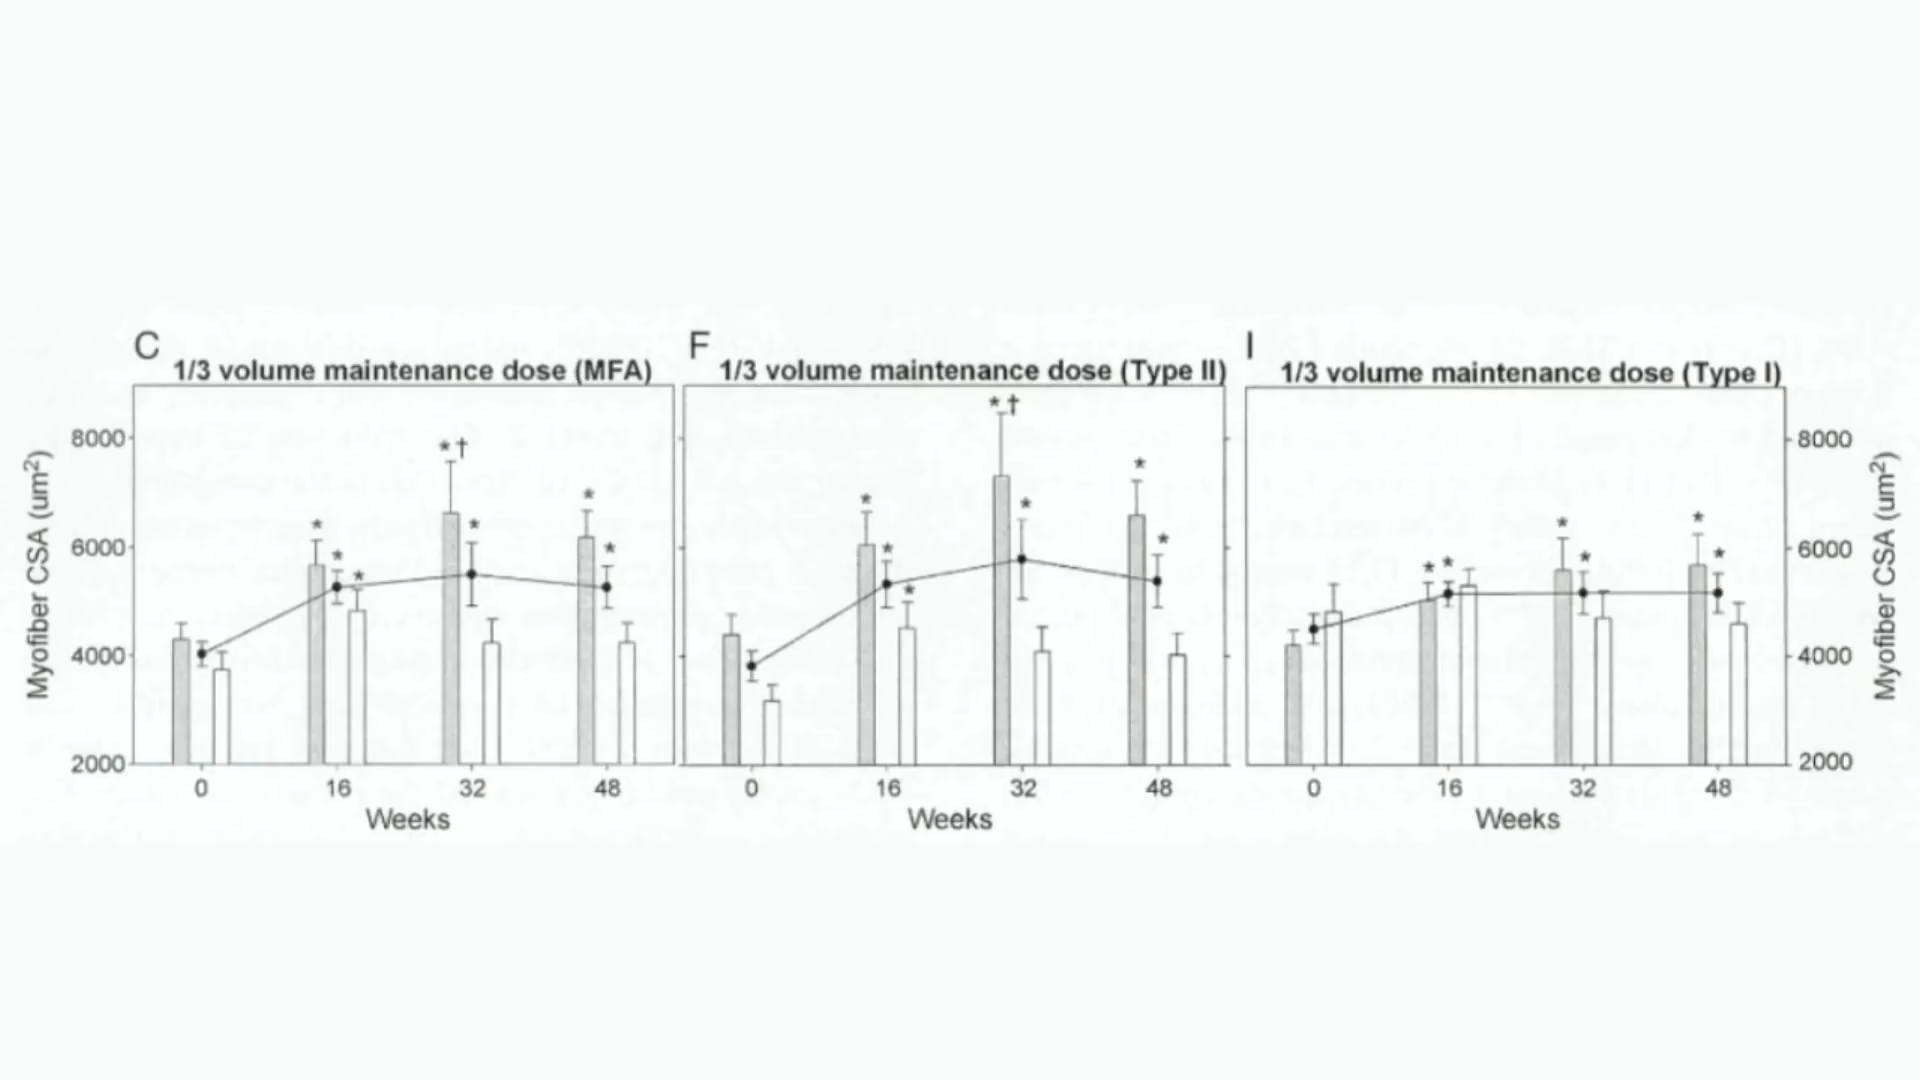 C
1/3 volume maintenance dose (MFA)
F
1/3 volume maintenance dose (Type II)
I
1/3 volume maintenance dose (Type I)
Myofiber CSA (um²)
8000
6000
4000
2000
* * * *† * * *
* * * *† * * *
* * * * * *
8000
6000
4000
2000
Myofiber CSA (um²)
0 16 32 48
0 16 32 48
0 16 32 48
Weeks
Weeks
Weeks